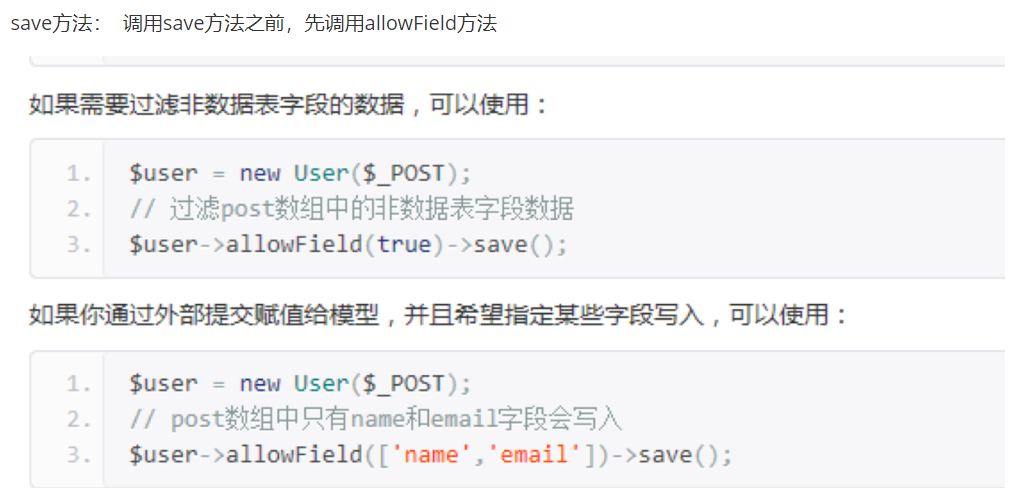 save方法： 调用save方法之前，先调用allowField方法
如果需要过滤非数据表字段的数据，可以使用：
1. $user = new User($_POST);
2. // 过滤post数组中的非数据表字段数据
3. $user->allowField(true)->save();
如果你通过外部提交赋值给模型，并且希望指定某些字段写入，可以使用：
1. $user = new User($_POST);
2. // post数组中只有name和email字段会写入
3. $user->allowField(['name','email'])->save();